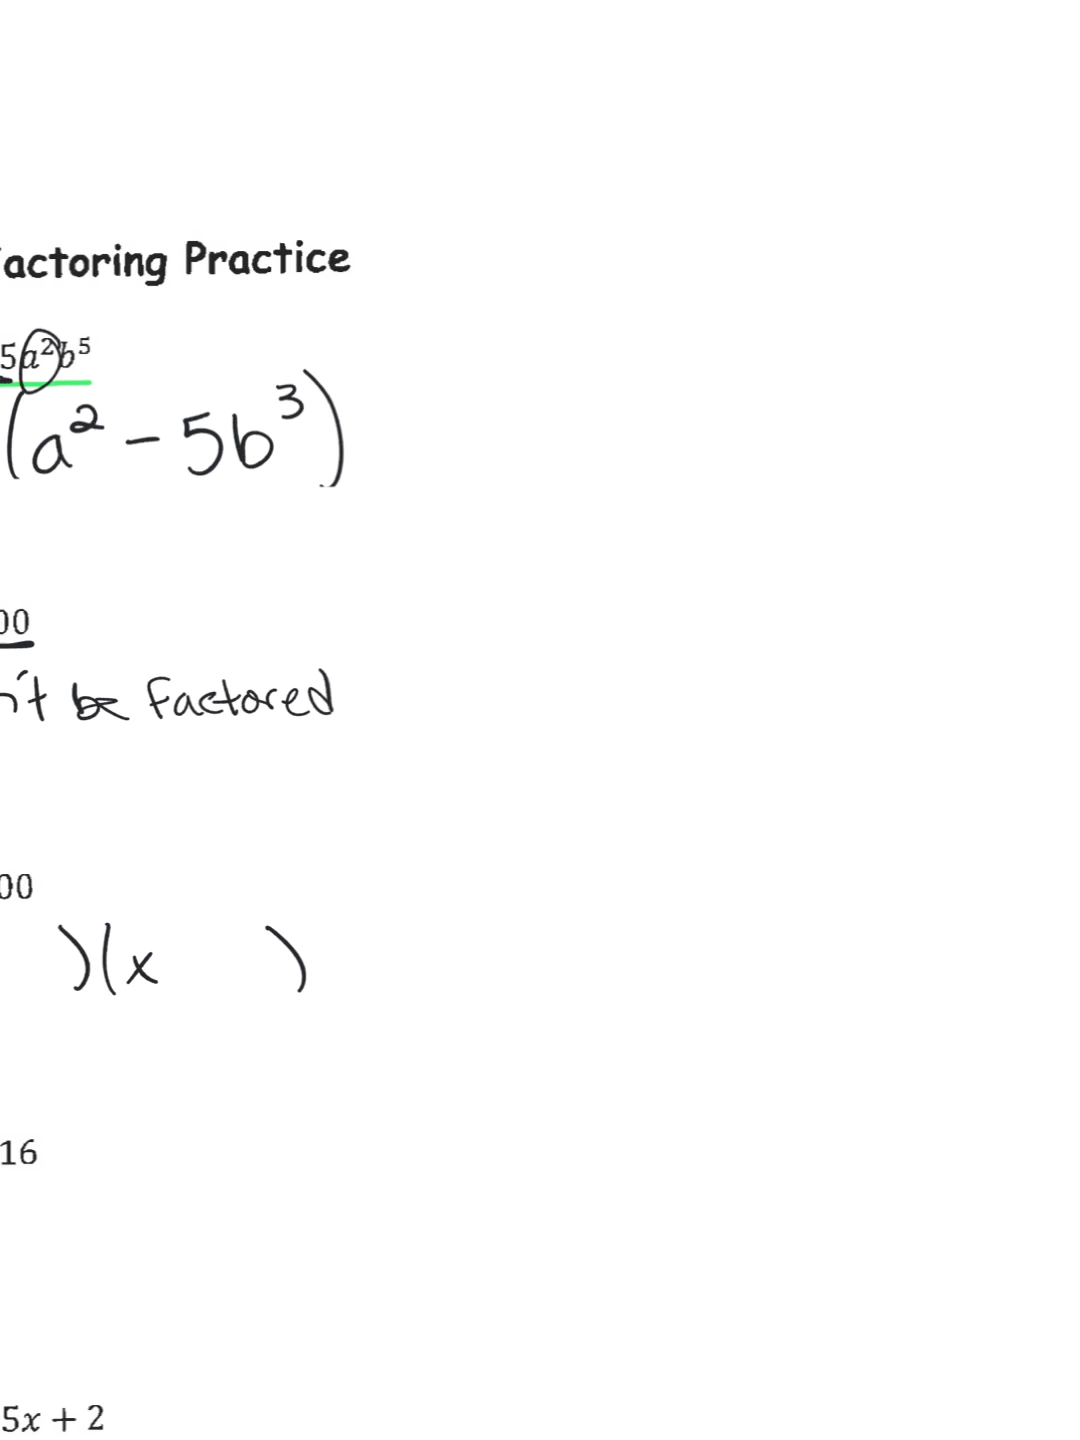 actoring Practice
5a²b⁵
(a² - 5b³)
00
n't be factored
00
)(x )
16
5x + 2